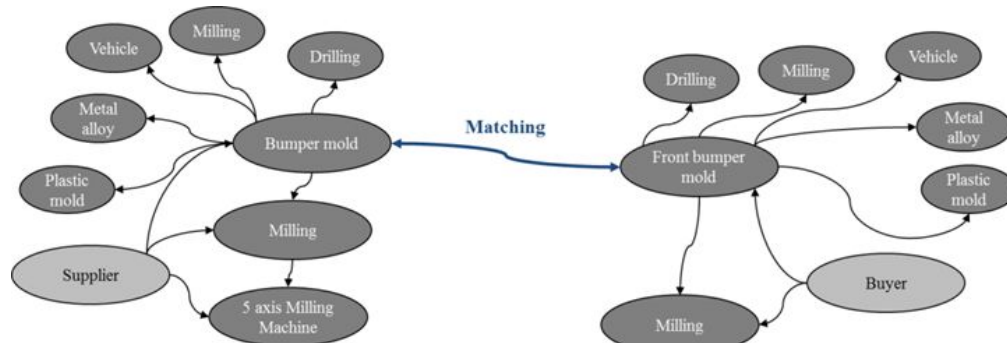 Milling
Vehicle
Drilling
Metal
alloy
Bumper mold
Plastic
mold
Milling
Supplier
5 axis Milling
Machine
Matching
Drilling
Milling
Vehicle
Metal
alloy
Front bumper
mold
Plastic
mold
Buyer
Milling